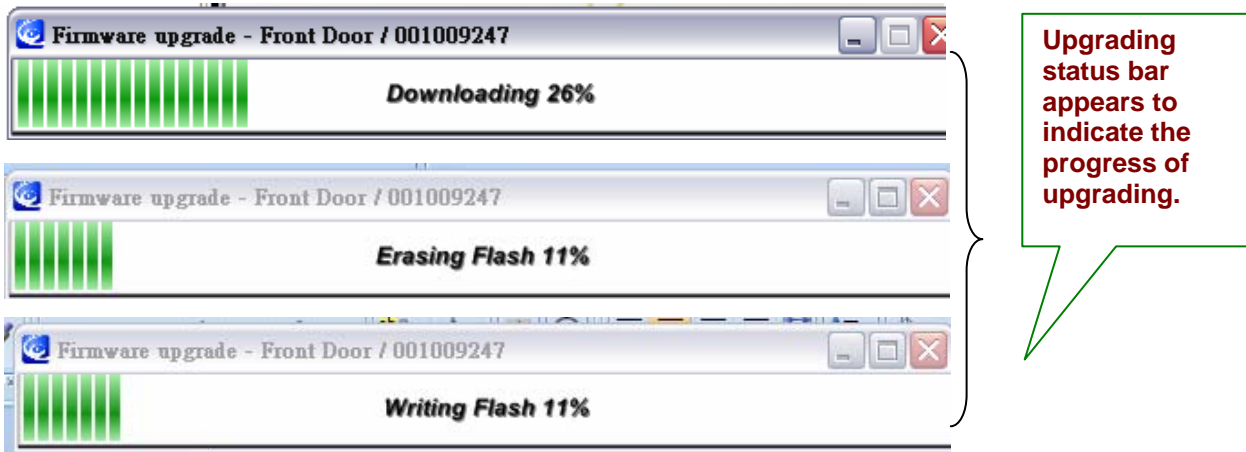 Firmware upgrade - Front Door / 001009247
Downloading 26%
Firmware upgrade - Front Door / 001009247
Erasing Flash 11%
Firmware upgrade - Front Door / 001009247
Writing Flash 11%
Upgrading
status bar
appears to
indicate the
progress of
upgrading.